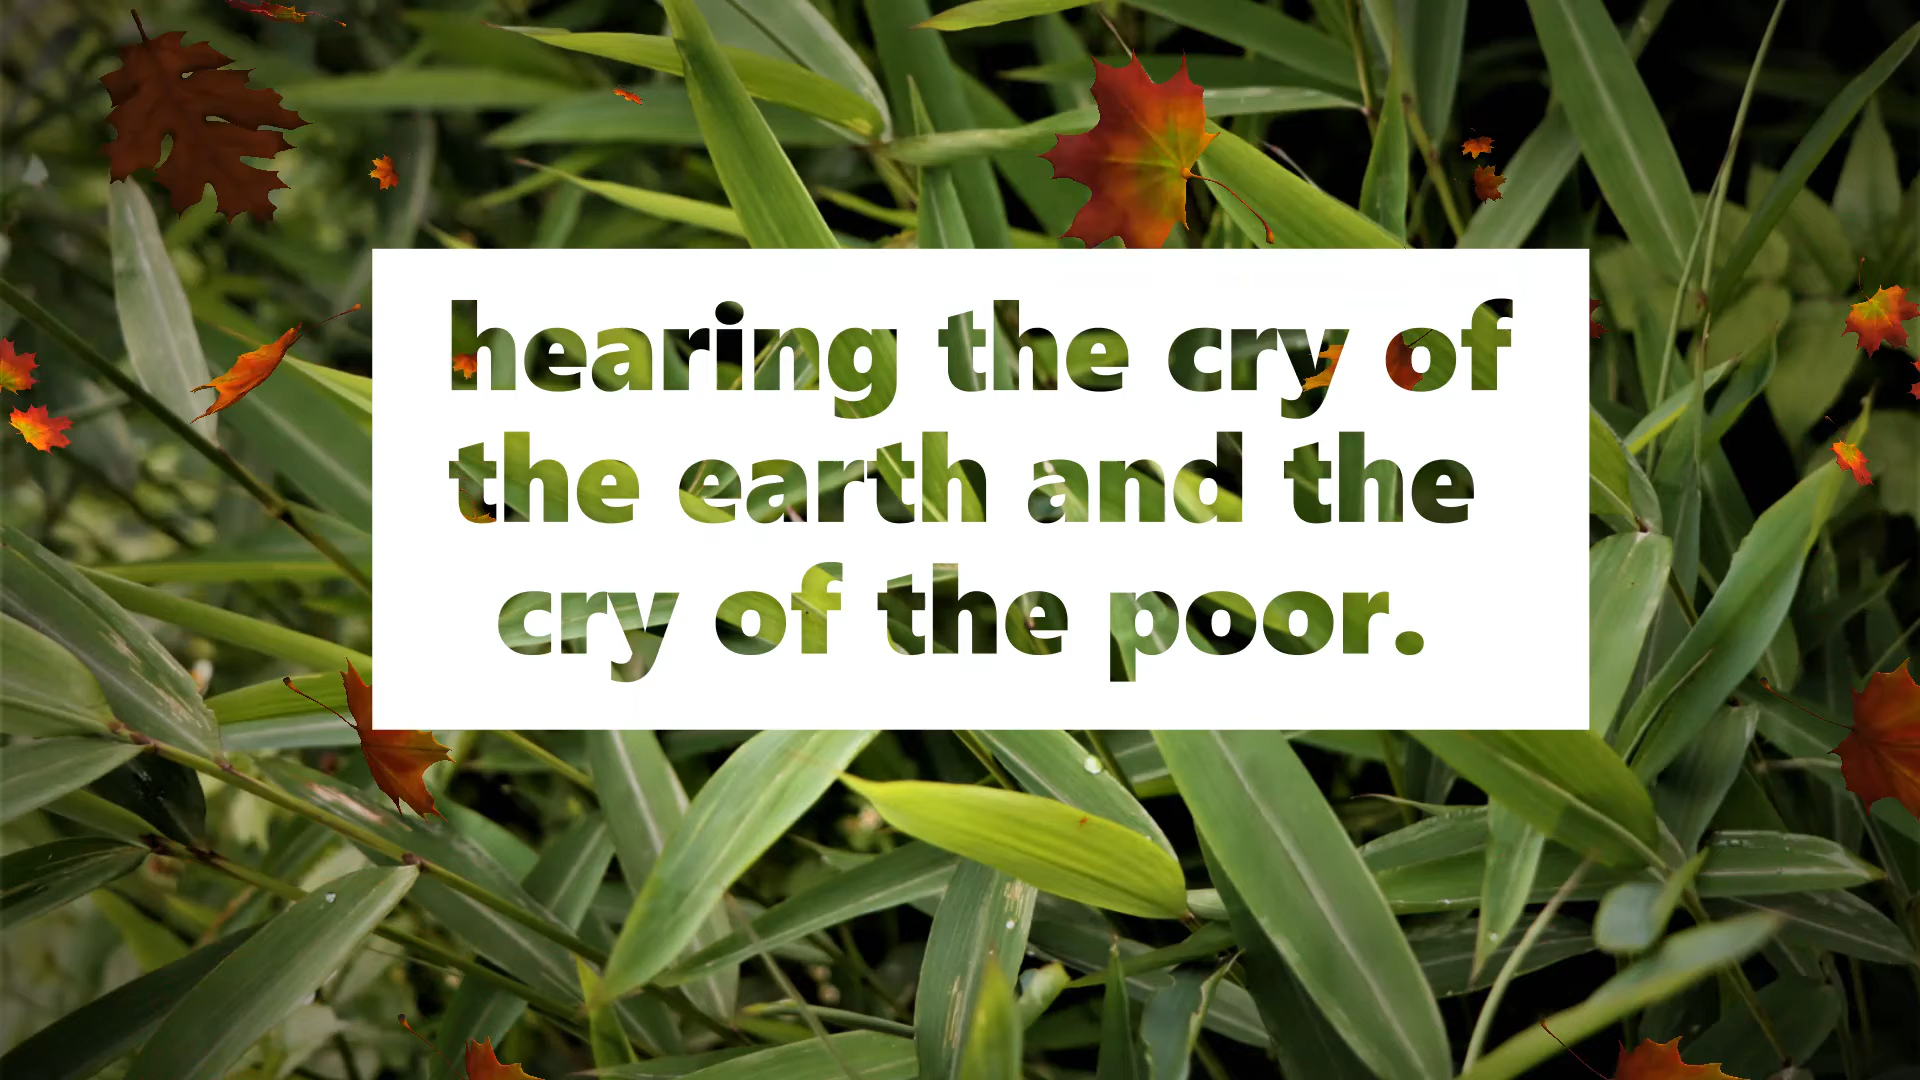 hearing the cry of
the earth and the
cry of the poor.